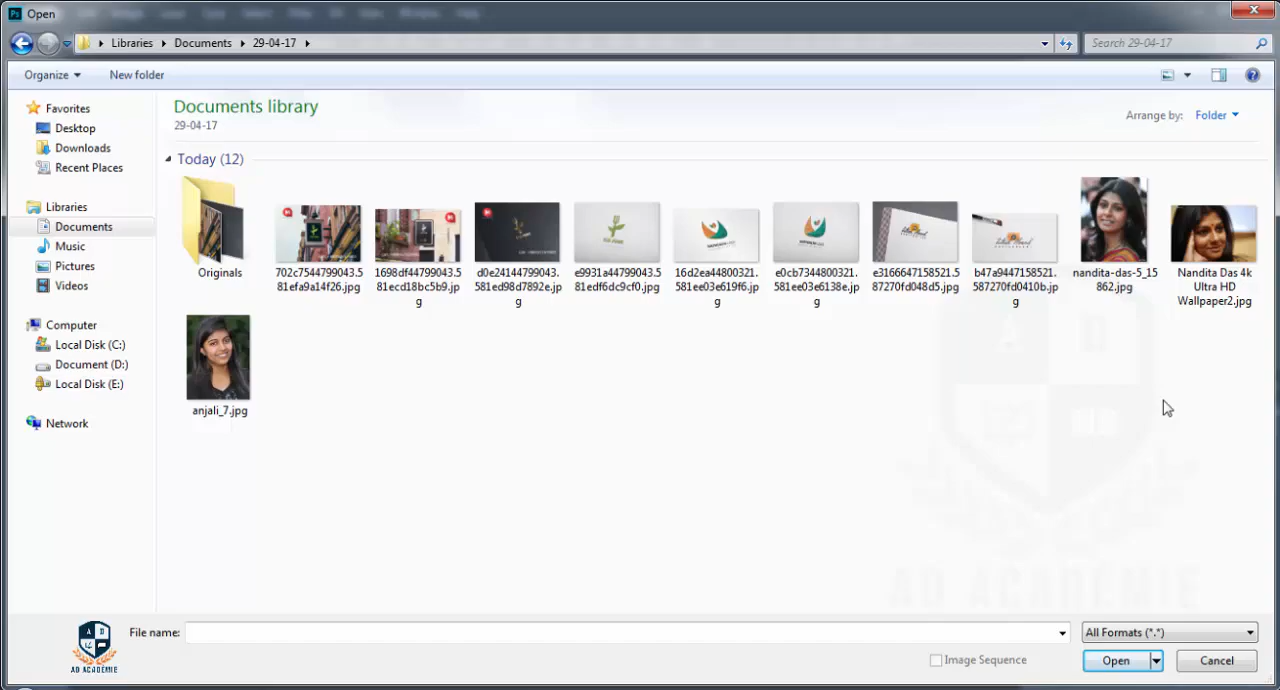 Open
Libraries
Documents
29-04-17
Search 29-04-17
Organize
New folder
Favorites
Desktop
Downloads
Recent Places
Libraries
Documents
Music
Pictures
Videos
Computer
Local Disk (C:)
Document (D:)
Local Disk (E:)
Network
Documents library
29-04-17
Arrange by: Folder
Today (12)
Originals
702c7544799043.5
81efa9a14f26.jpg
1698df44799043.5
81ecd18bc5b9.jp
g
d0e24144799043.
581ed98d7892e.jp
g
e9931a44799043.5
81edf6dc9cf0.jpg
16d2ea44800321.
581ee03e619f6.jp
g
e0cb7344800321.
581ee03e6138e.jp
g
e3166647158521.5
87270fd048d5.jpg
b47a9447158521.
587270fd0410b.jp
g
nandita-das-5_15
862.jpg
Nandita Das 4k
Ultra HD
Wallpaper2.jpg
anjali_7.jpg
AD ACADÉMIE
A D
AD ACADÉMIE
File name:
All Formats (*.*)
Image Sequence
Open
Cancel